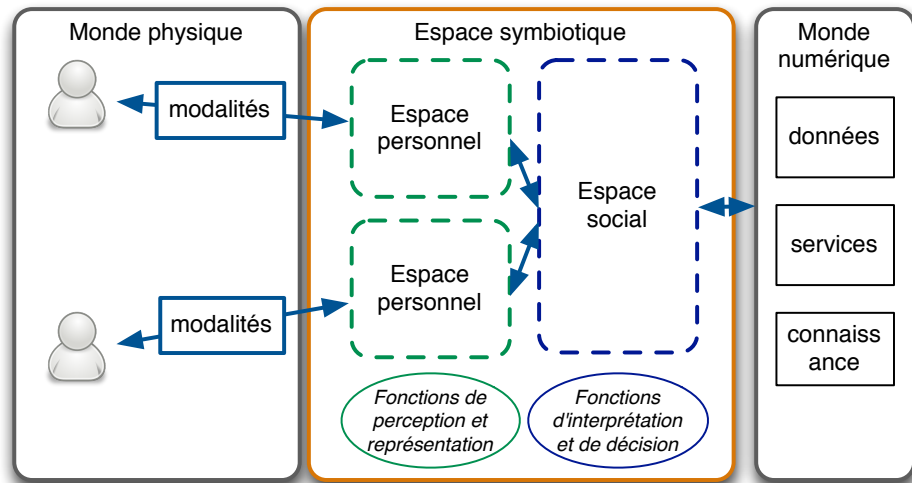 Monde physique
modalités
modalités
Espace symbiotique
Espace
personnel
Espace
personnel
Espace
social
Fonctions de
perception et
représentation
Fonctions
d'interprétation
et de décision
Monde
numérique
données
services
connaiss
ance